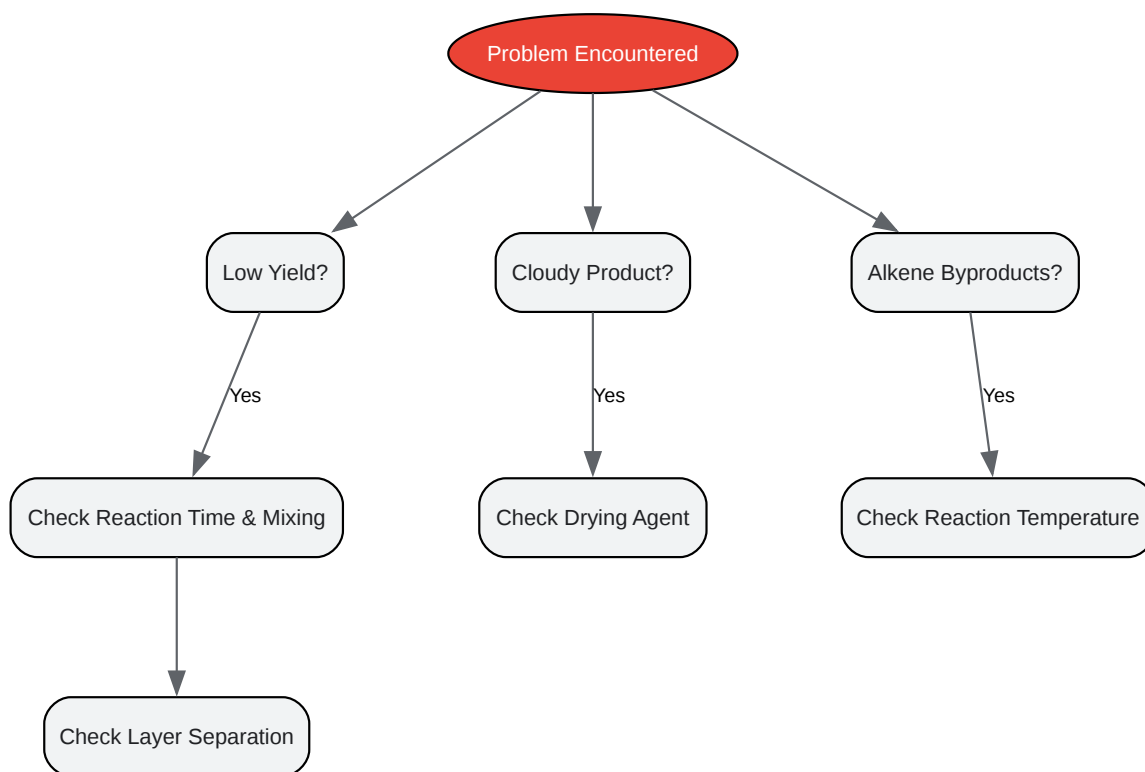 Problem Encountered
Low Yield?
Cloudy Product?
Alkene Byproducts?
Yes
Yes
Yes
Check Reaction Time & Mixing
Check Drying Agent
Check Reaction Temperature
Check Layer Separation